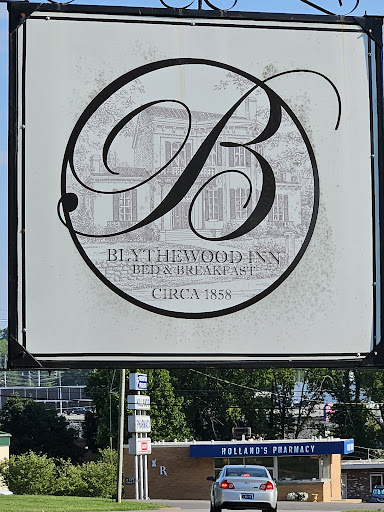 B
BLYTHEWOOD INN
BED & BREAKFAST
CIRCA 1858
HOLLAND'S PHARMACY
R